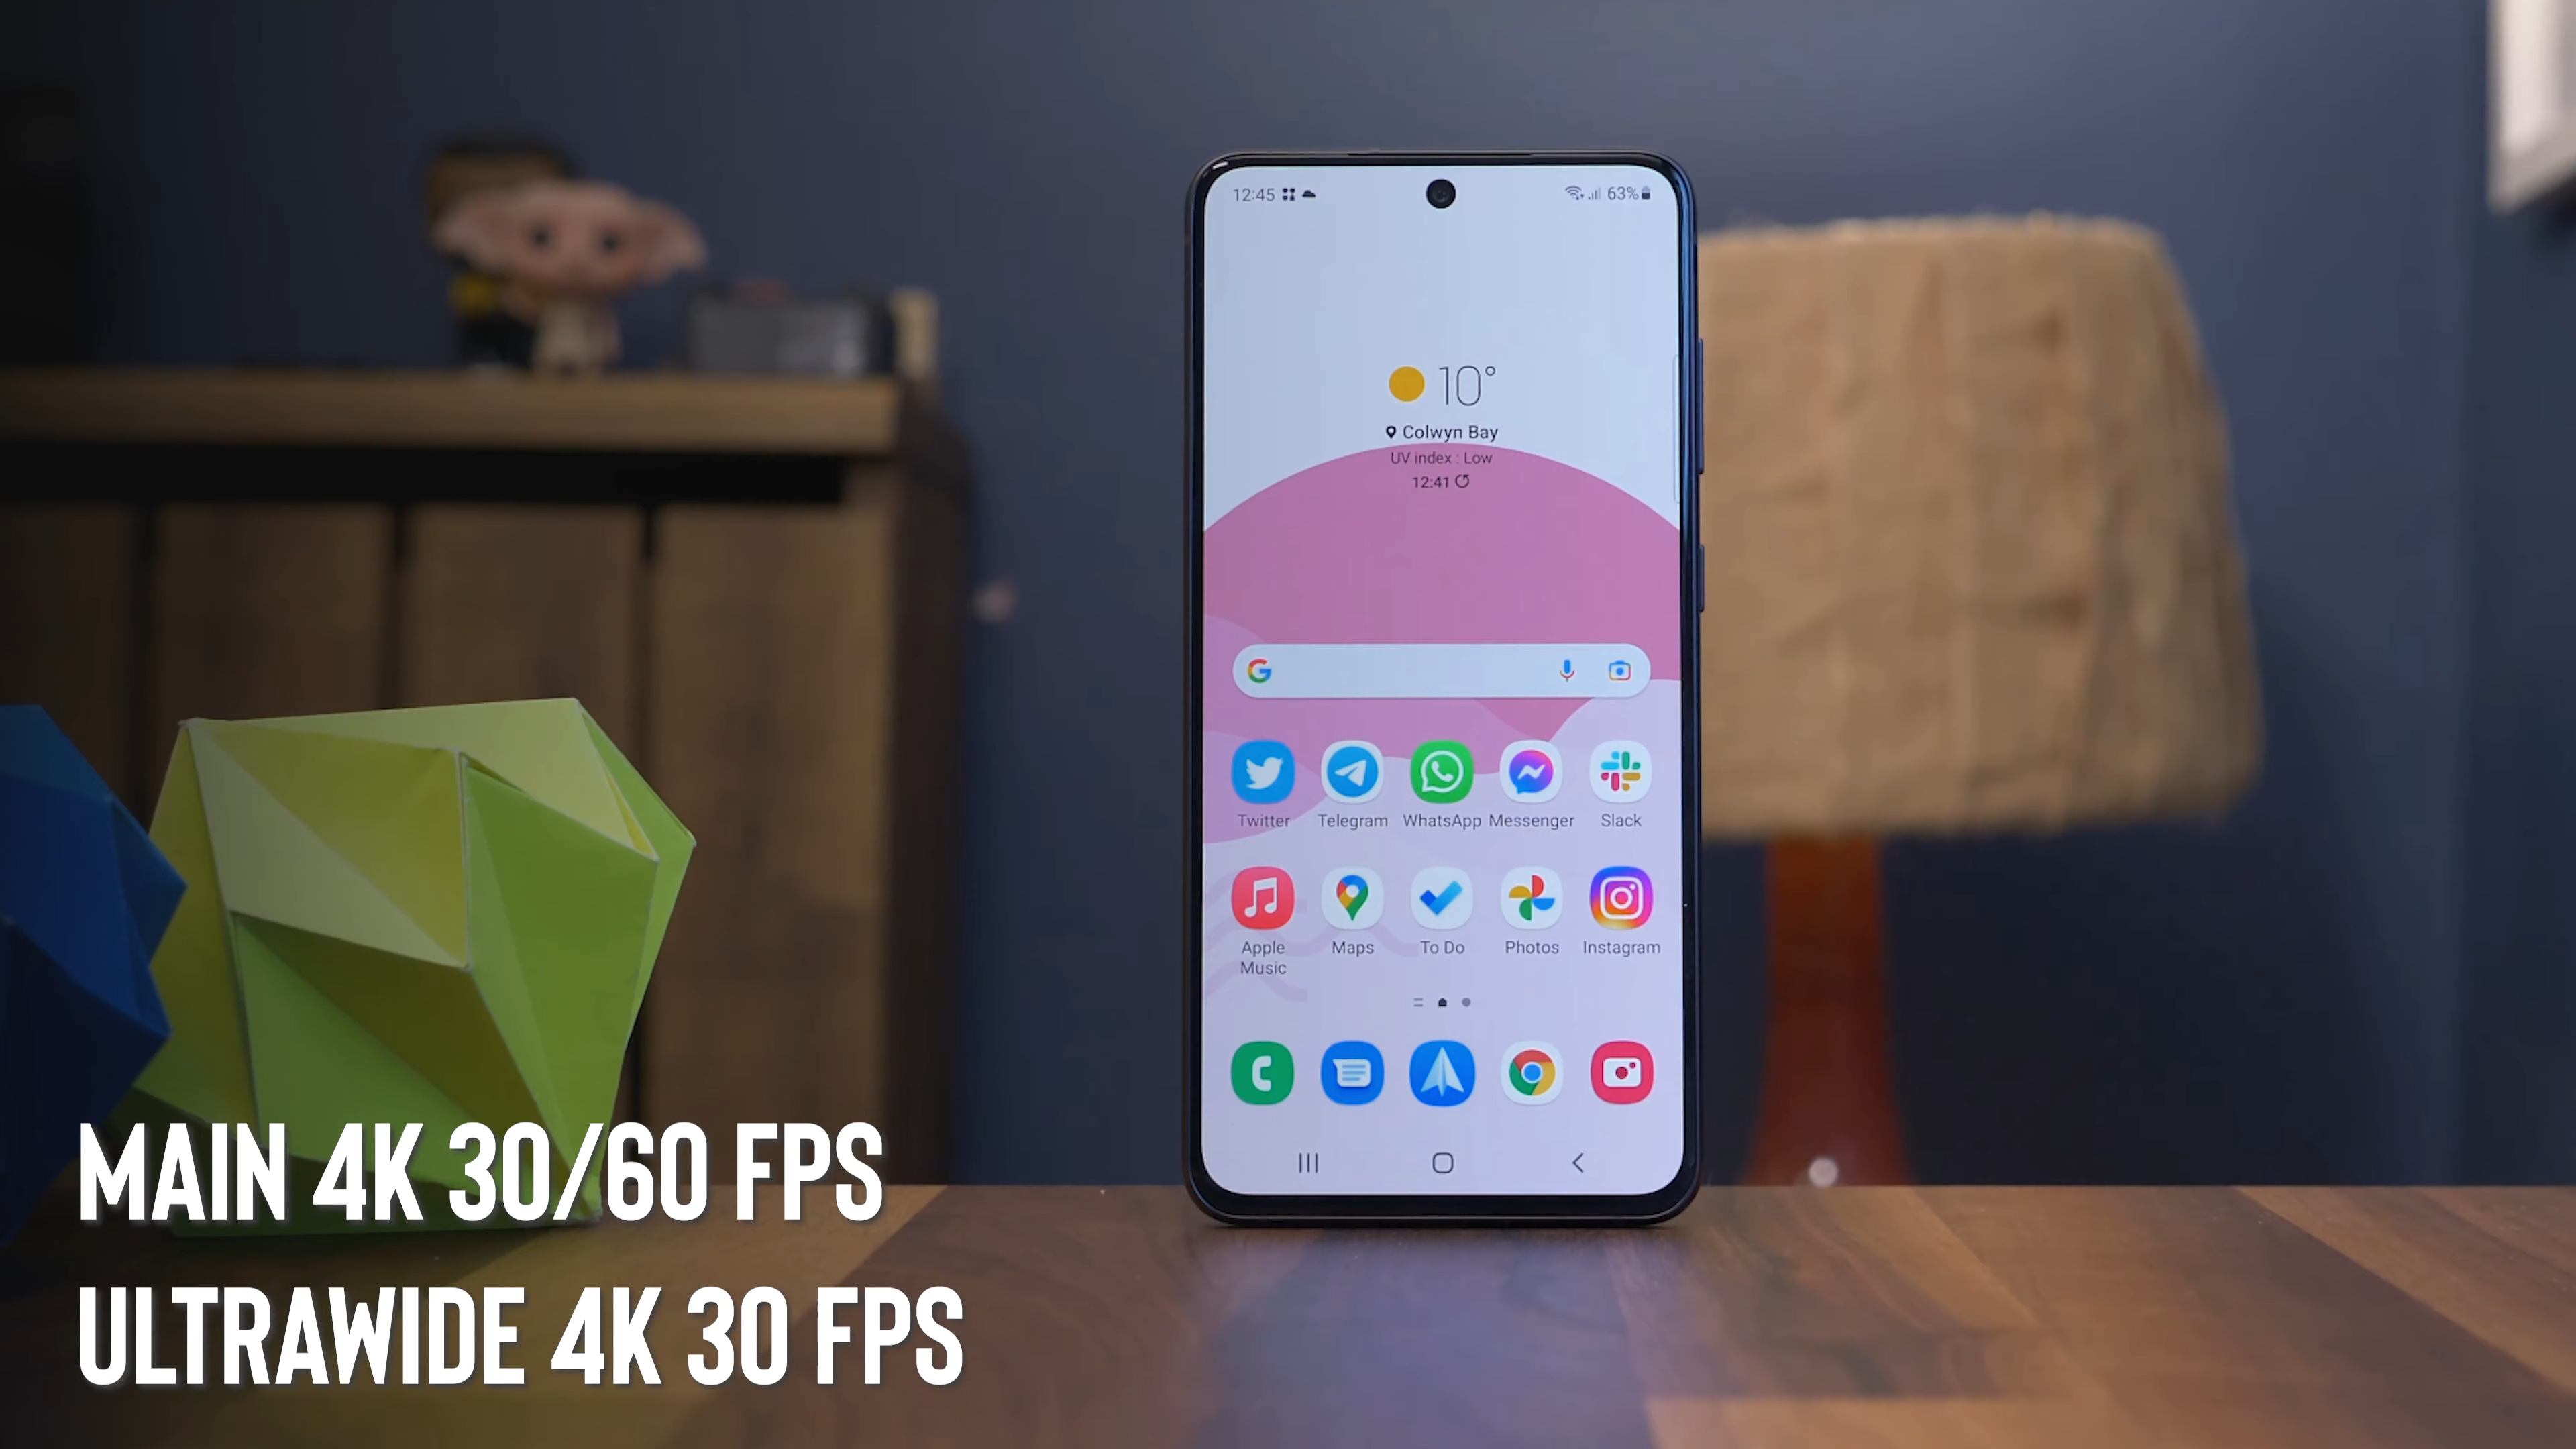 12:45 63%
10°
Colwyn Bay
UV index : Low
12:41
Twitter Telegram WhatsApp Messenger Slack
Apple Music Maps To Do Photos Instagram
MAIN 4K 30/60 FPS
ULTRAWIDE 4K 30 FPS